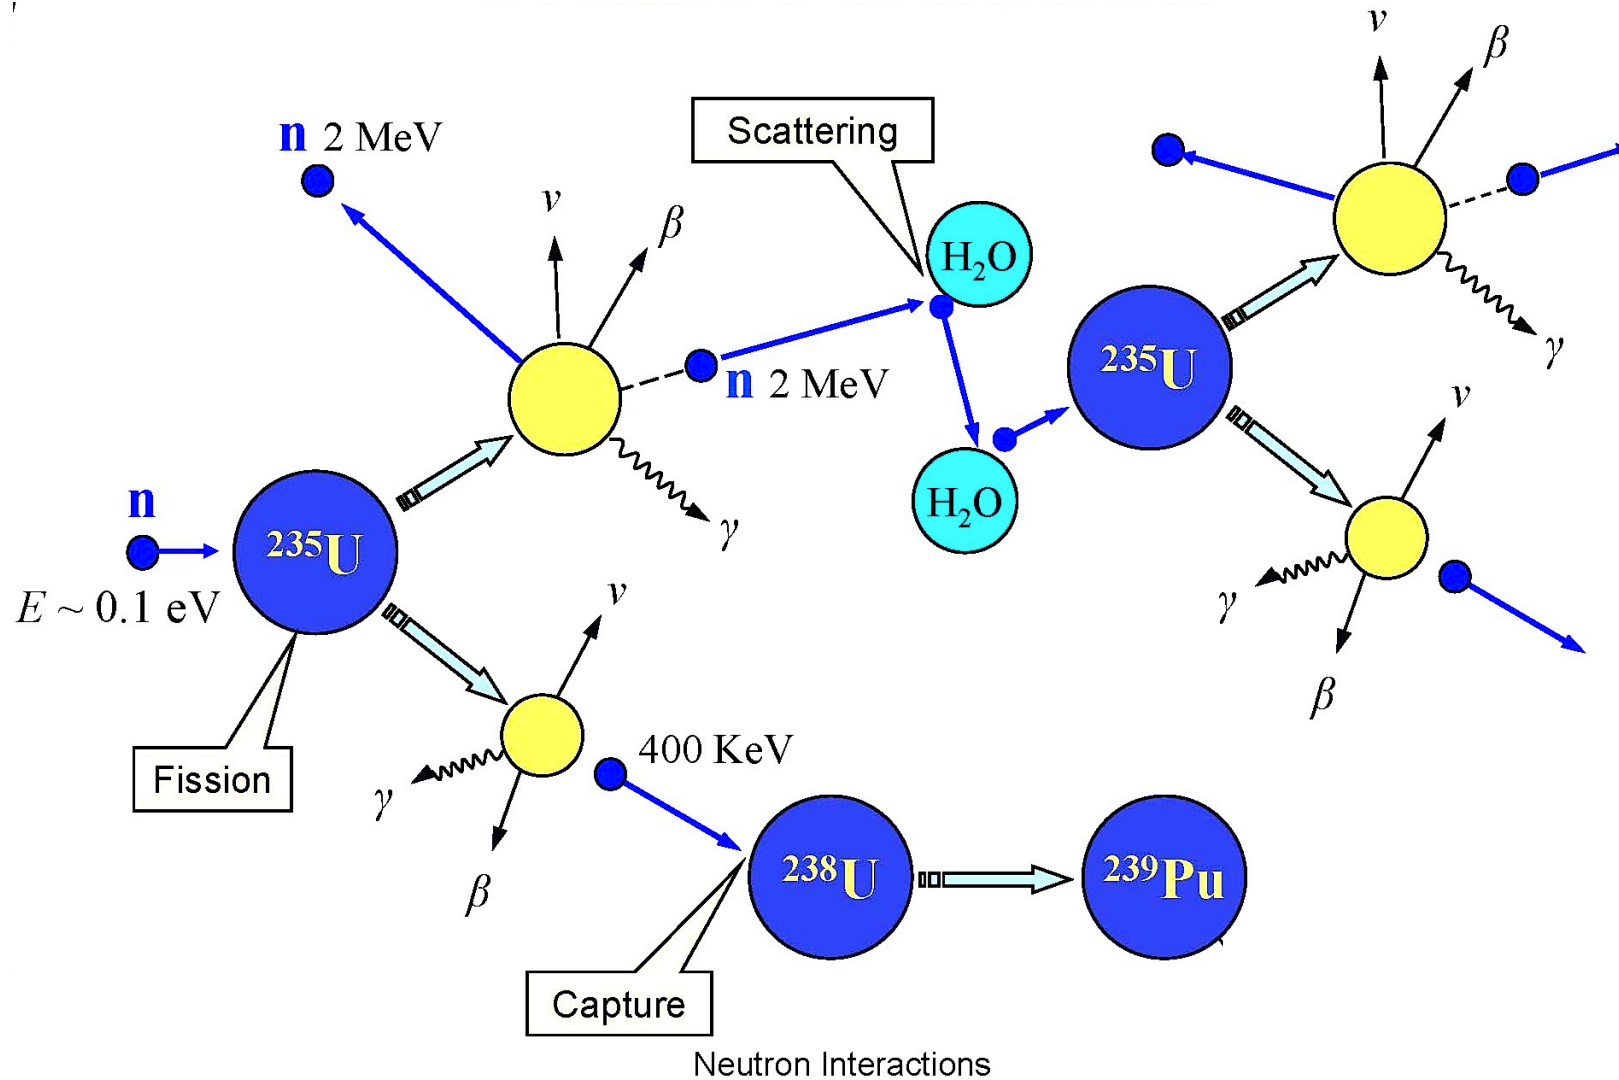 ν
β
n 2 MeV
Scattering
ν
β
H₂O
γ
n 2 MeV
²³⁵U
ν
n
²³⁵U
γ
H₂O
E ~ 0.1 eV
ν
γ
β
400 KeV
Fission
γ
β
²³⁸U
²³⁹Pu
Capture
Neutron Interactions